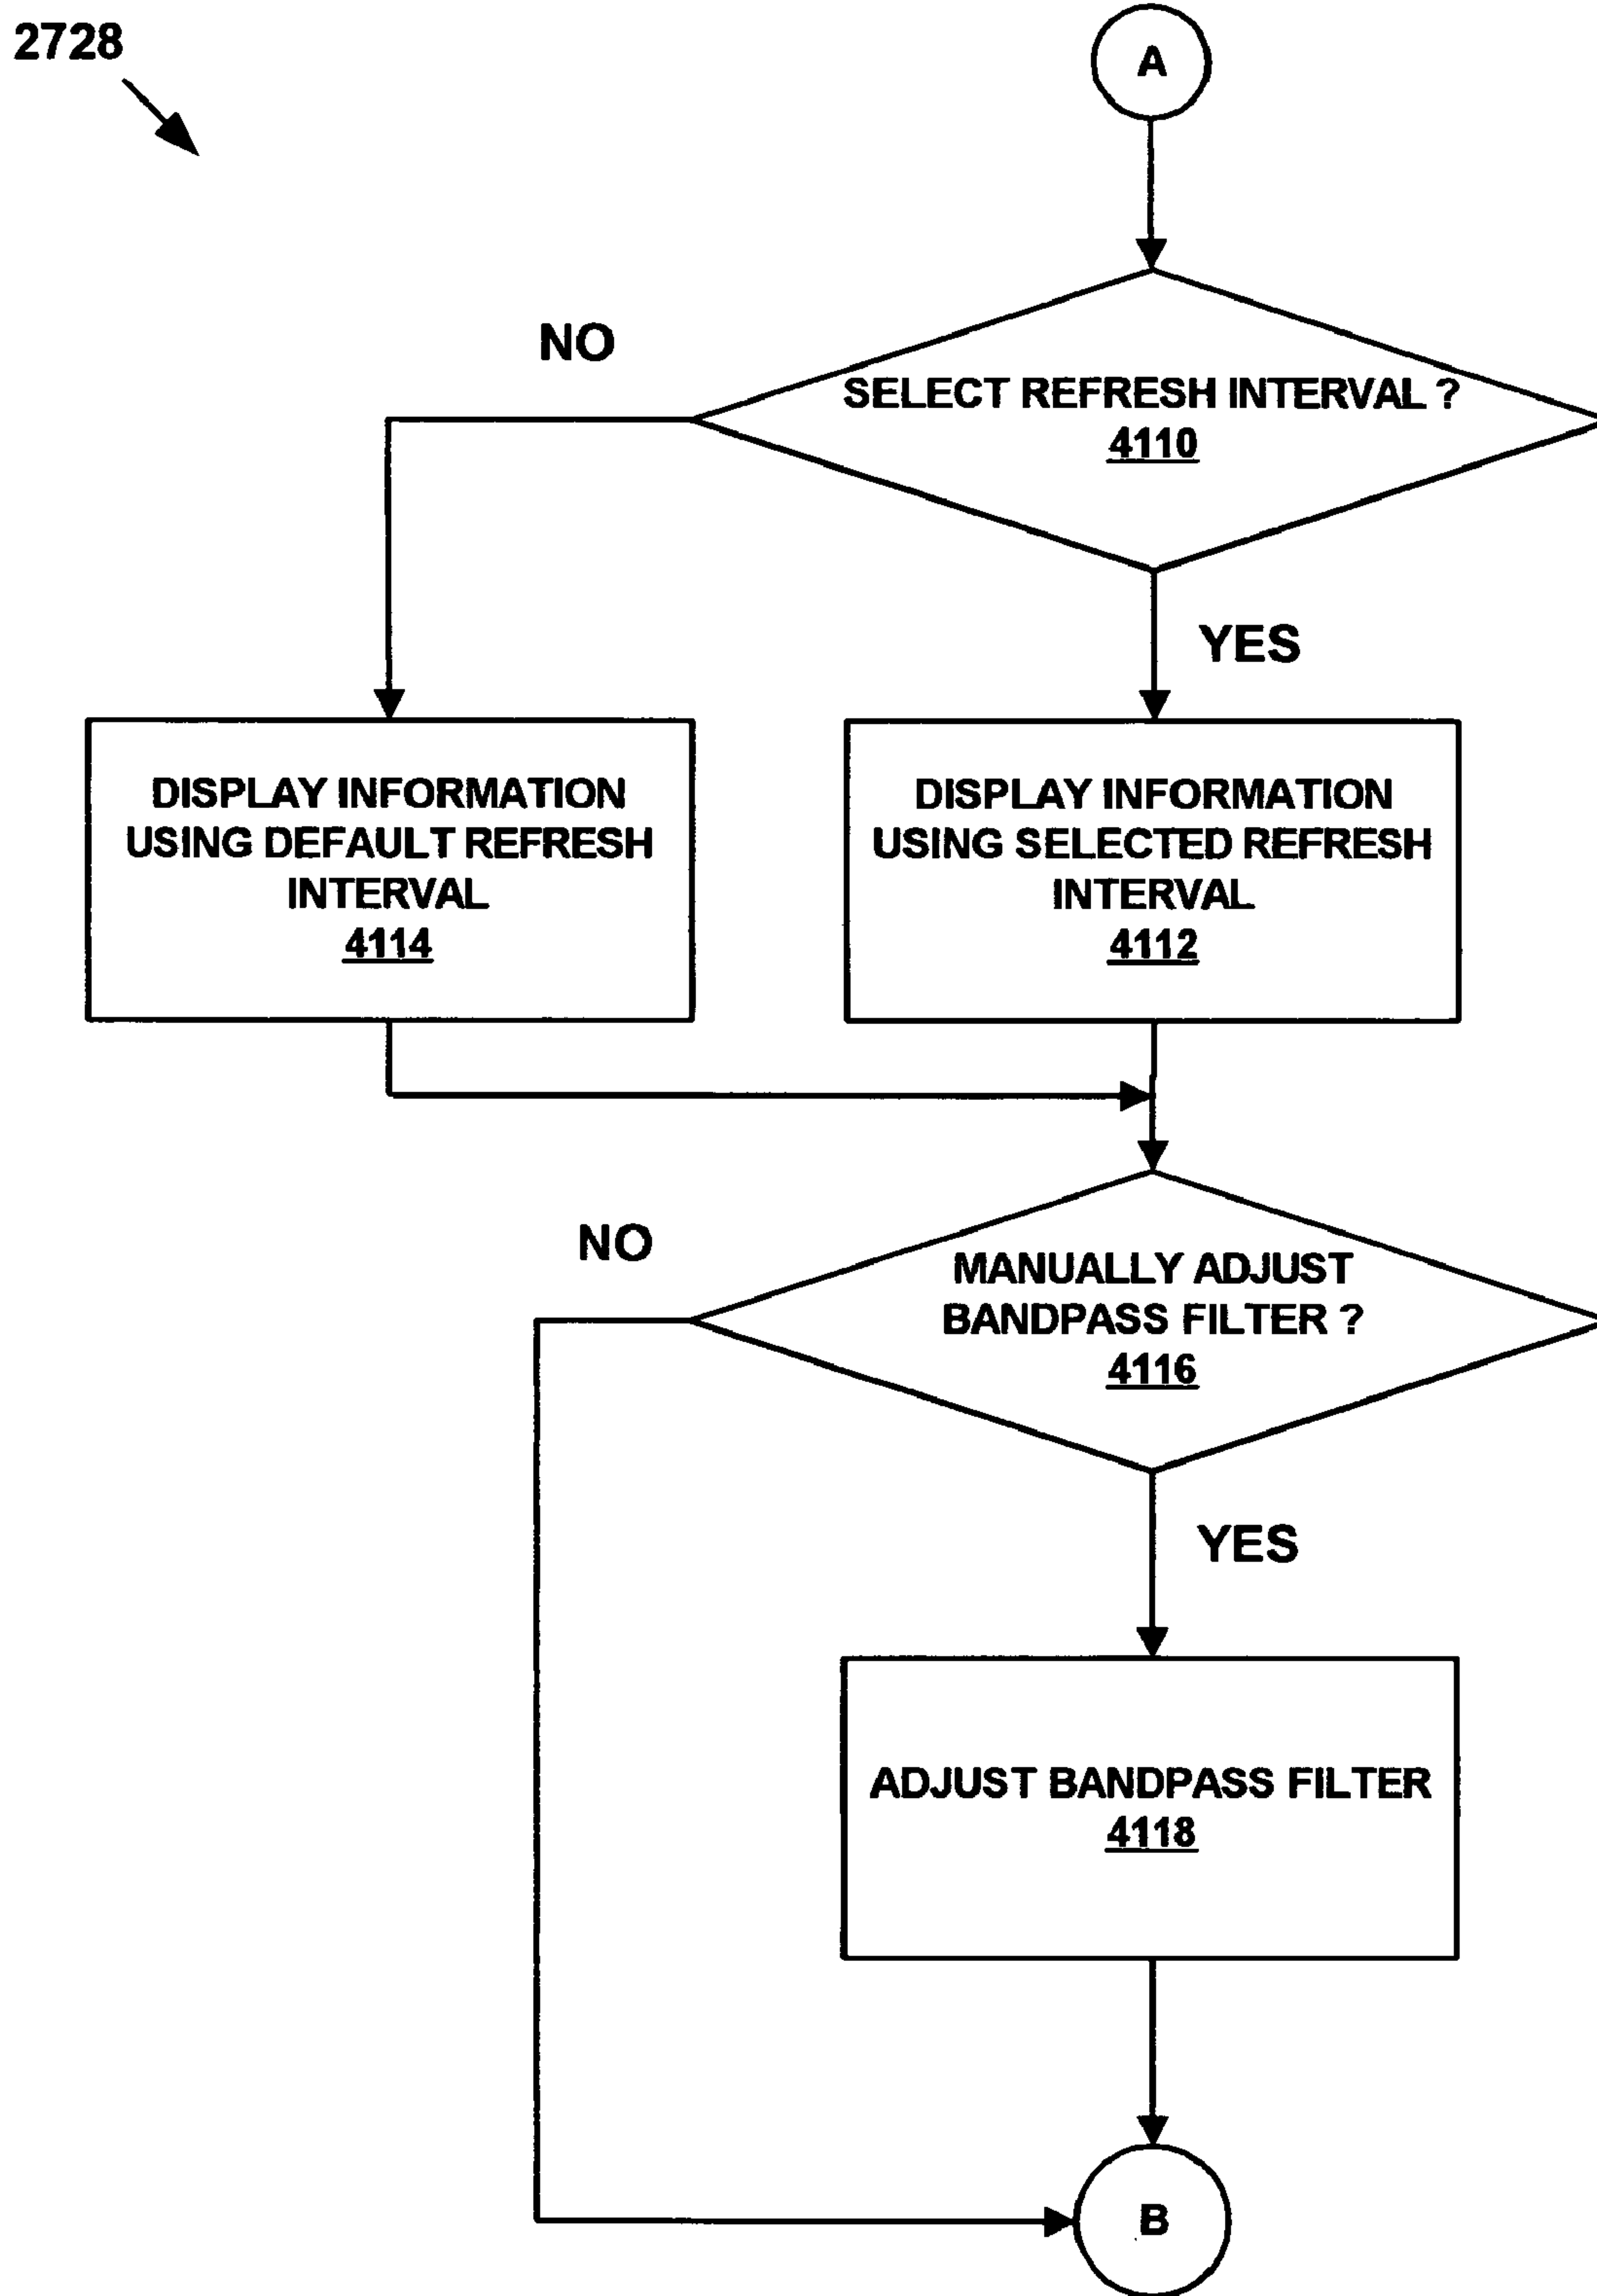 2728
A
NO
SELECT REFRESH INTERVAL ?
4110
YES
DISPLAY INFORMATION
USING DEFAULT REFRESH
INTERVAL
4114
DISPLAY INFORMATION
USING SELECTED REFRESH
INTERVAL
4112
NO
MANUALLY ADJUST
BANDPASS FILTER ?
4116
YES
ADJUST BANDPASS FILTER
4118
B